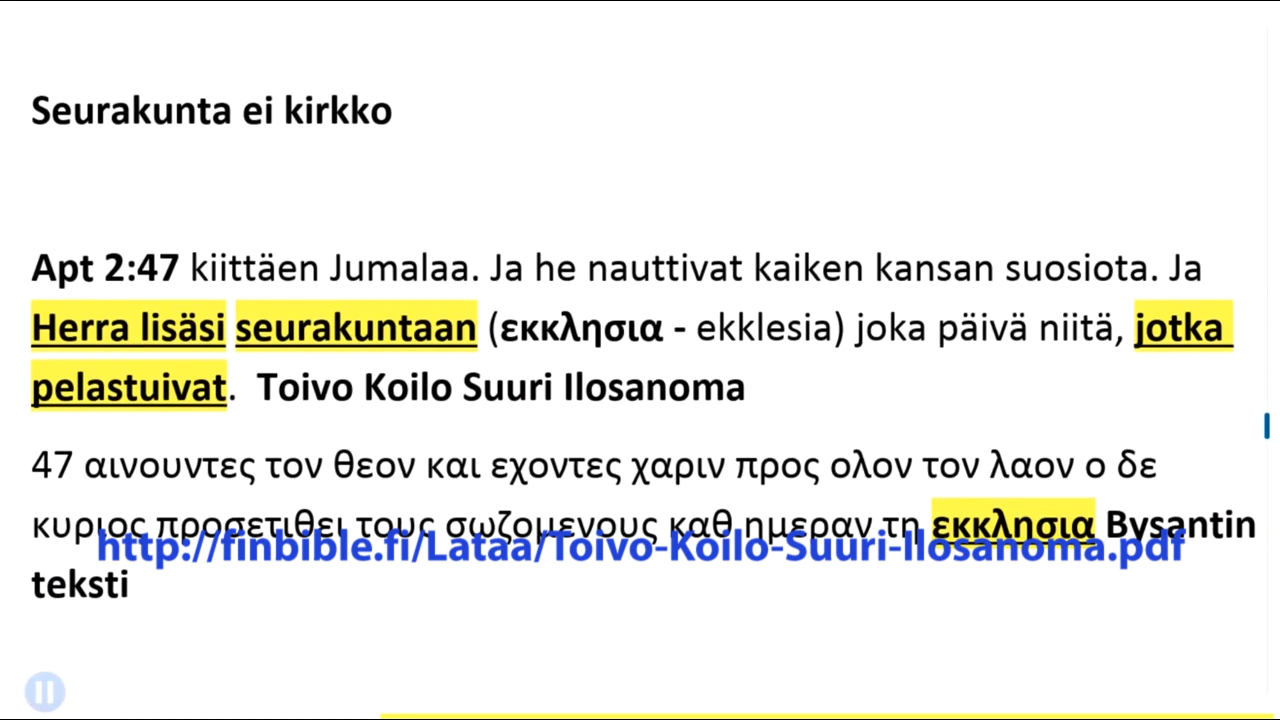 Seurakunta ei kirkko
Apt 2:47 kiittäen Jumalaa. Ja he nauttivat kaiken kansan suosiota. Ja
Herra lisäsi seurakuntaan (εκκλησια - ekklesia) joka päivä niitä, jotka
pelastuivat. Toivo Koilo Suuri Ilosanoma
47 αινουντες τον θεον και εχοντες χαριν προς ολον τον λαον ο δε
κυριος προσετιθει τους σωζομενους καθ ημεραν τη εκκλησια Bysantin
http://finbible.fi/Lataa/Toivo-Koilo-Suuri-Ilosanoma.pdf
teksti